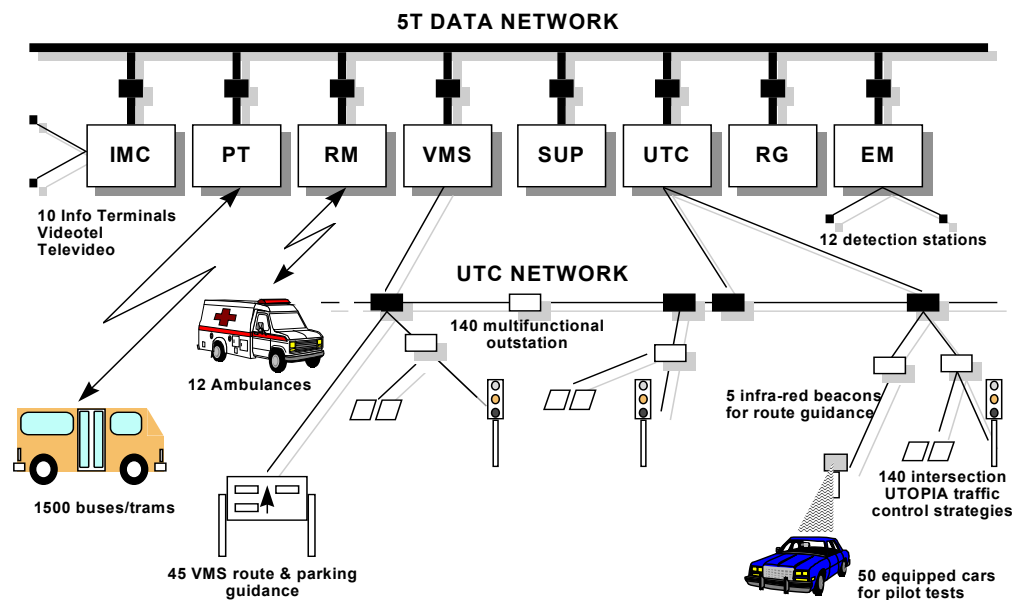 5T DATA NETWORK
IMC
PT
RM
VMS
SUP
UTC
RG
EM
10 Info Terminals
Videotel
Televideo
12 detection stations
UTC NETWORK
140 multifunctional
outstation
12 Ambulances
5 infra-red beacons
for route guidance
1500 buses/trams
140 intersection
UTOPIA traffic
control strategies
45 VMS route & parking
guidance
50 equipped cars
for pilot tests